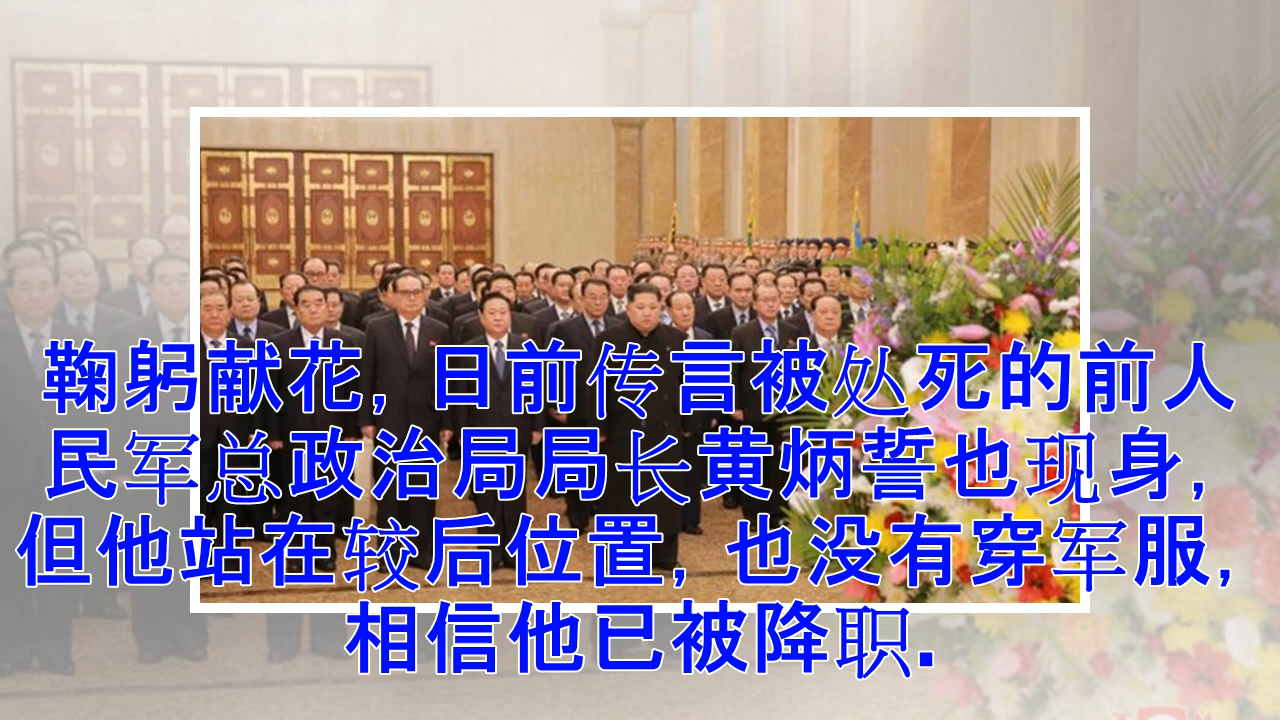 鞠躬献花, 日前传言被处死的前人
民军总政治局局长黄炳誓也现身,
但他站在较后位置, 也没有穿军服,
相信他已被降职.